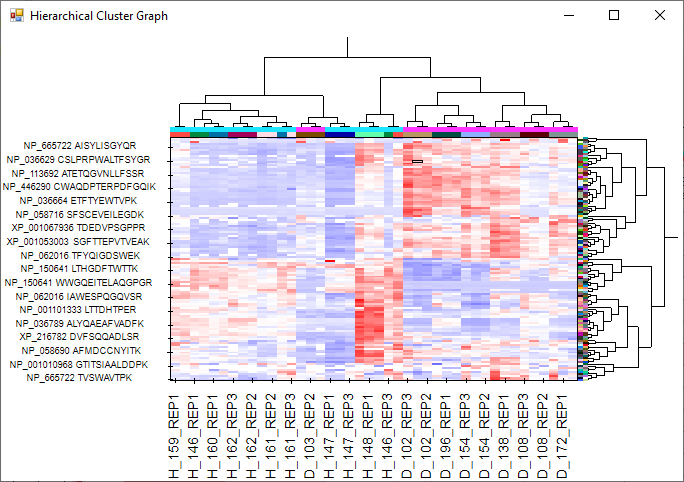 Hierarchical Cluster Graph
NP_665722 AISYLISGYQR
NP_036629 CSLPRPWALTFSYGR
NP_113692 ATETQGVNLLFSSR
NP_446290 CWAQDPTERPDFGQIK
NP_036664 ETFTYEWTVPK
NP_058716 SFSCEVEILEGDK
XP_001067936 TDEDVPSGPPR
XP_001053003 SGFTTEPVTVEAK
NP_062016 TFYQIGDSWEK
NP_150641 LTHGDFTWTTK
NP_150641 WWGQEITELAQGPGR
NP_062016 IAWESPQGQVSR
NP_001101333 LTTDHTPER
NP_036789 ALYQAEAFVADFK
XP_216782 DVFSQQADLSR
NP_058690 AFMDCCNYITK
NP_001010968 GTITSIAALDDPK
NP_665722 TVSWAVTPK
H_159_REP1
H_146_REP1
H_160_REP1
H_162_REP3
H_162_REP2
H_161_REP2
H_161_REP3
D_103_REP2
H_147_REP1
H_147_REP3
H_148_REP1
H_146_REP3
D_102_REP3
D_102_REP2
D_196_REP1
D_154_REP3
D_154_REP2
D_138_REP1
D_108_REP3
D_108_REP2
D_172_REP1